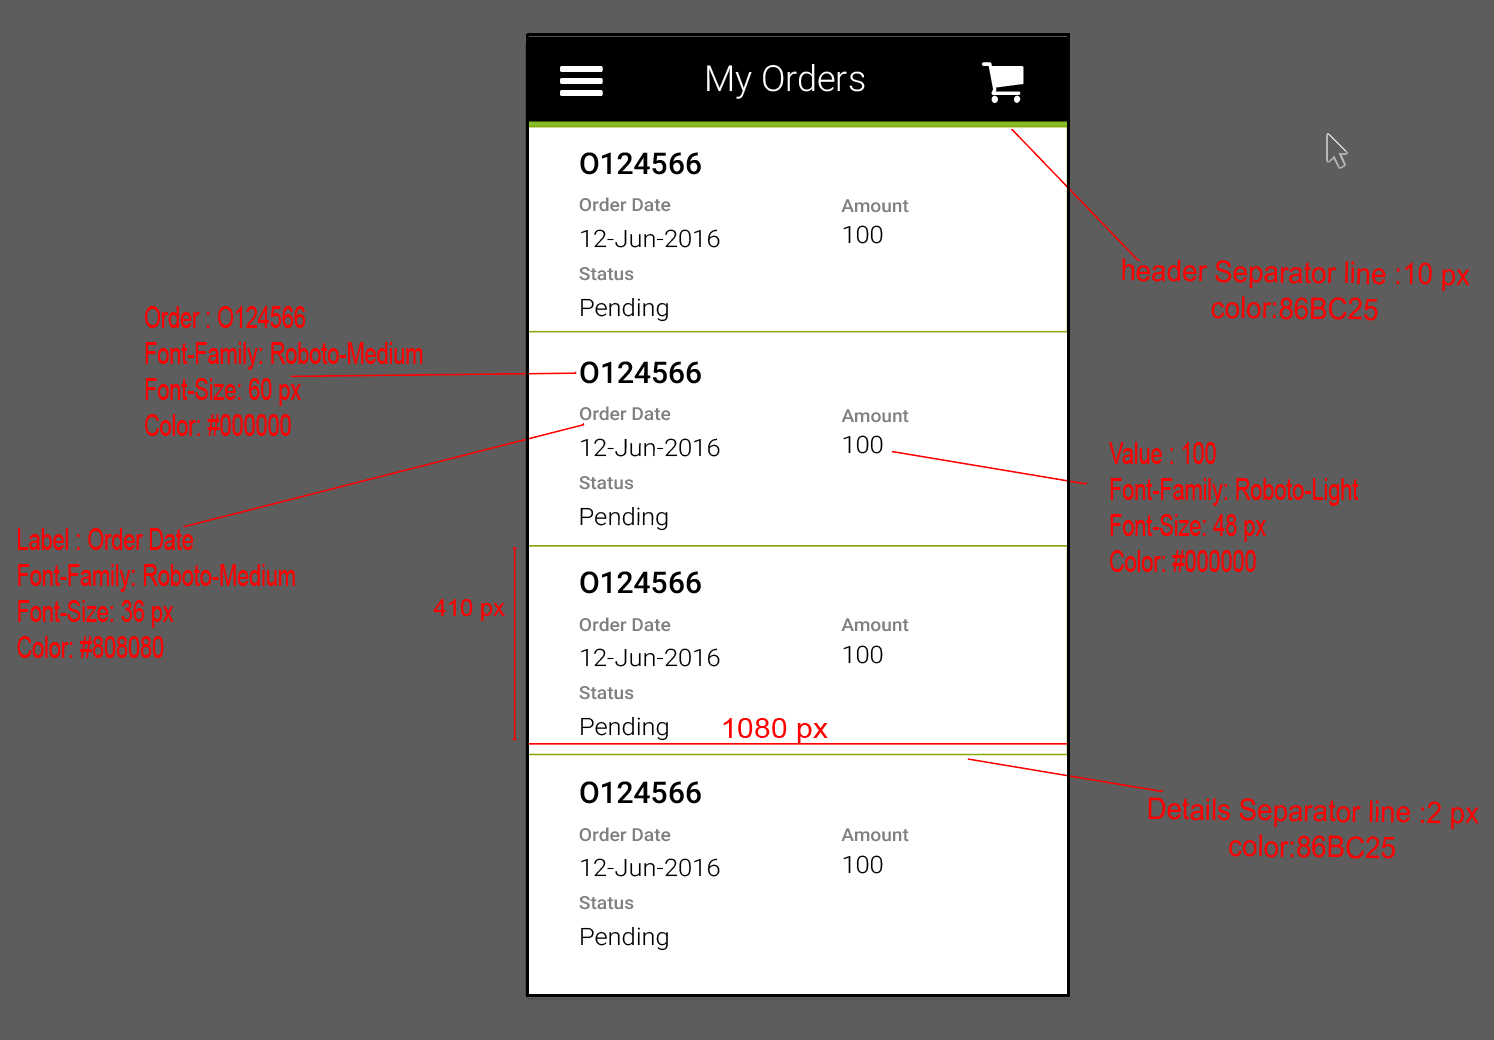 My Orders
O124566
Order Date Amount
12-Jun-2016 100
Status
Pending
header Separator line :10 px
color:86BC25
Order : O124566
Font-Family: Roboto-Medium
Font-Size: 60 px
Color: #000000
O124566
Order Date Amount
12-Jun-2016 100
Status
Pending
Value : 100
Font-Family: Roboto-Light
Font-Size: 48 px
Color: #000000
Label : Order Date
Font-Family: Roboto-Medium
Font-Size: 36 px
Color: #808080
410 px
O124566
Order Date Amount
12-Jun-2016 100
Status
Pending
1080 px
O124566
Order Date Amount
12-Jun-2016 100
Status
Pending
Details Separator line :2 px
color:86BC25